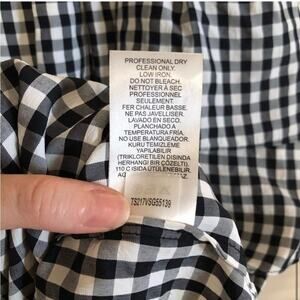 PROFESSIONAL DRY
CLEAN ONLY.
LOW IRON.
DO NOT BLEACH.
NETTOYER À SEC
PROFESSIONNEL
SEULEMENT.
FER CHALEUR BASSE.
NE PAS JAVELLISER.
LAVADO EN SECO.
PLANCHADO A
TEMPERATURA FRÍA.
NO USE BLANQUEADOR.
KURU TEMIZLEME
YAPILABILIR
(TRIKLORETILEN DISINDA
HERHANGI BIR ÇÖZELTI).
110 C ISIDA ÜTÜLENEBILIR.
TS217VSG55139